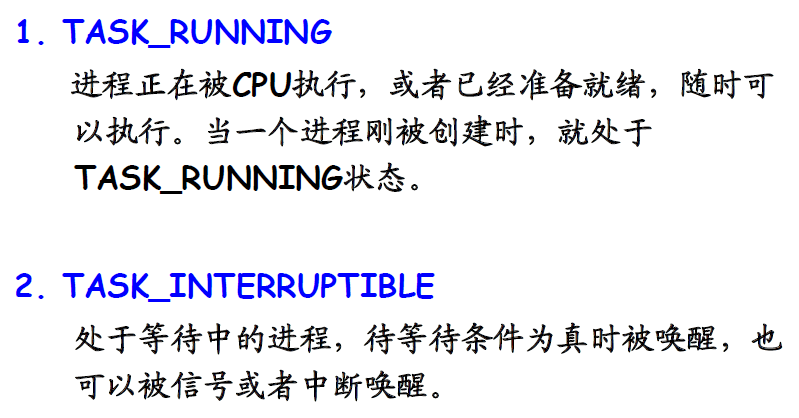 1. TASK_RUNNING
进程正在被CPU执行，或者已经准备就绪，随时可
以执行。当一个进程刚被创建时，就处于
TASK_RUNNING状态。
2. TASK_INTERRUPTIBLE
处于等待中的进程，待等待条件为真时被唤醒，也
可以被信号或者中断唤醒。